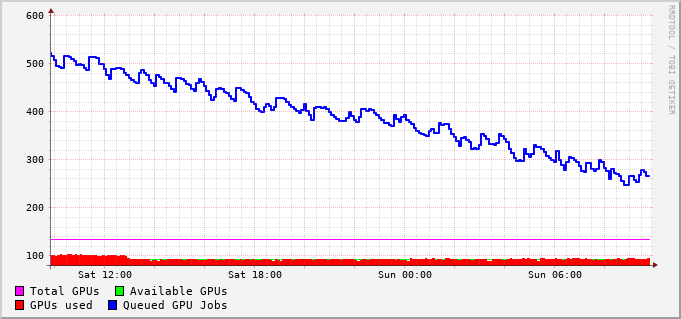 600
500
400
300
200
100
Sat 12:00 Sat 18:00 Sun 00:00 Sun 06:00
Total GPUs Available GPUs
GPUs used Queued GPU Jobs
RRDTOOL / TOBI OETIKER